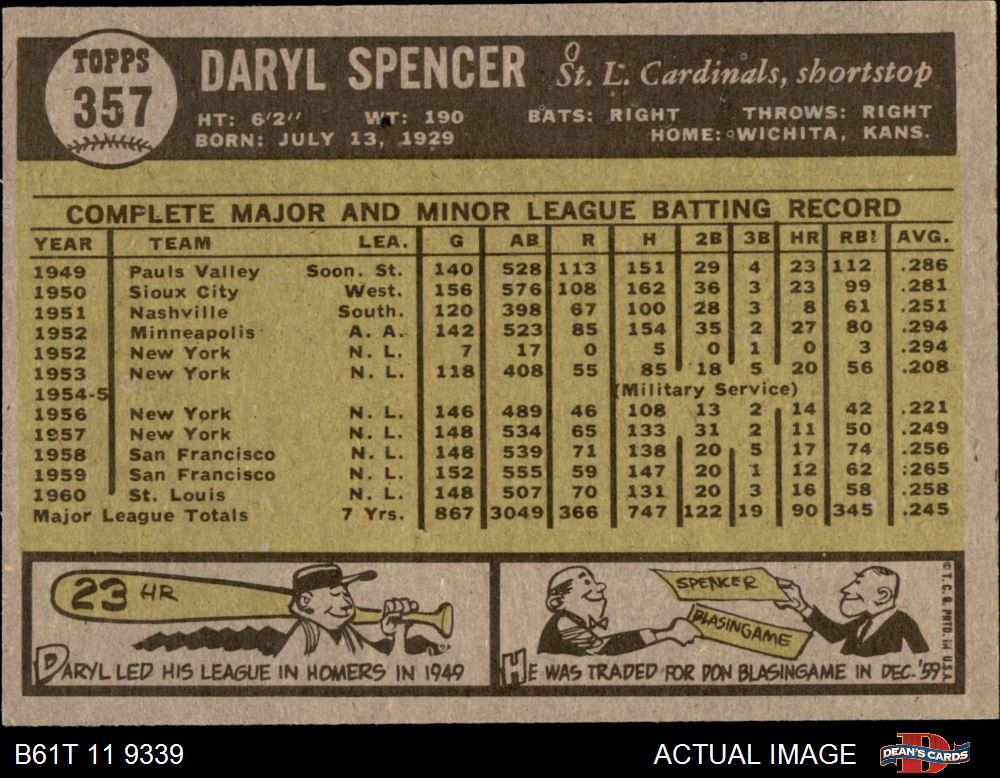 TOPPS
357
DARYL SPENCER St. L. Cardinals, shortstop
HT: 6'2" WT: 190 BATS: RIGHT THROWS: RIGHT
BORN: JULY 13, 1929 HOME: WICHITA, KANS.
COMPLETE MAJOR AND MINOR LEAGUE BATTING RECORD
YEAR TEAM LEA. G AB R H 2B 3B HR RBI AVG.
1949 Pauls Valley Soon. St. 140 528 113 151 29 4 23 112 .286
1950 Sioux City West. 156 576 108 162 36 3 23 99 .281
1951 Nashville South. 120 398 67 100 28 3 8 61 .251
1952 Minneapolis A. A. 142 523 85 154 35 2 27 80 .294
1952 New York N. L. 7 17 0 5 0 1 0 3 .294
1953 New York N. L. 118 408 55 85 18 5 20 56 .208
1954-5 (Military Service)
1956 New York N. L. 146 489 46 108 13 2 14 42 .221
1957 New York N. L. 148 534 65 133 31 2 11 50 .249
1958 San Francisco N. L. 148 539 71 138 20 5 17 74 .256
1959 San Francisco N. L. 152 555 59 147 20 1 12 62 :265
1960 St. Louis N. L. 148 507 70 131 20 3 16 58 .258
Major League Totals 7 Yrs. 867 3049 366 747 122 19 90 345 .245
23 HR
DARYL LED HIS LEAGUE IN HOMERS IN 1949
SPENCER
BLASINGAME
HE WAS TRADED FOR DON BLASINGAME IN DEC. '59
© T. C. G. PRTD. IN U.S.A.
B61T 11 9339 ACTUAL IMAGE DEAN'S CARDS